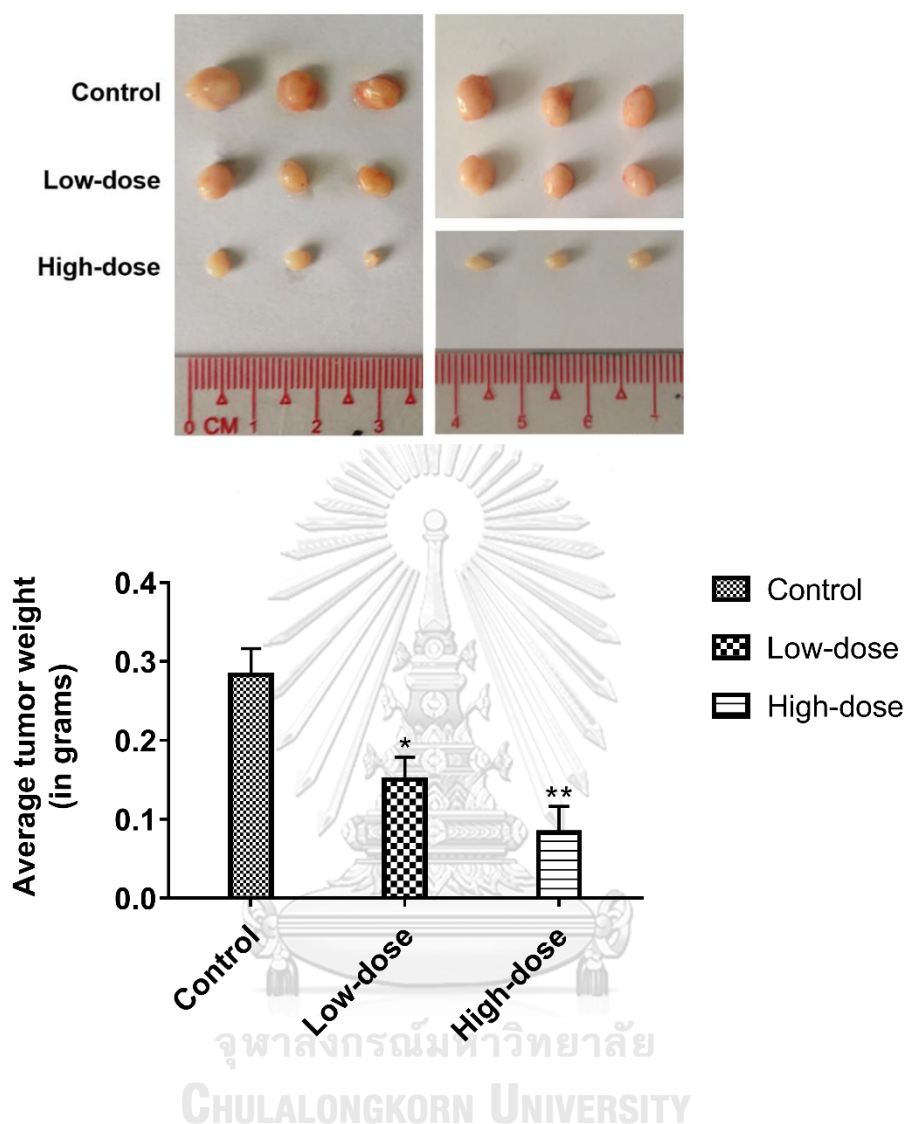 Control
Low-dose
High-dose
0 CM 1 2 3
4 5 6 7
Average tumor weight
(in grams)
0.4
0.3
0.2
0.1
0.0
*
**
Control
Low-dose
High-dose
Control
Low-dose
High-dose
จุฬาลงกรณ์มหาวิทยาลัย
CHULALONGKORN UNIVERSITY